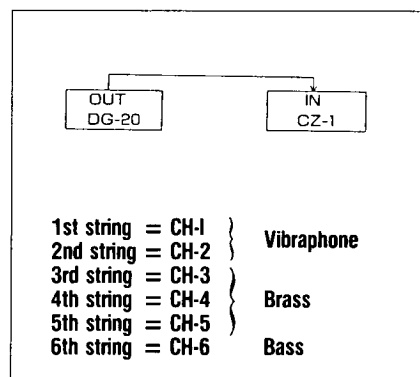 OUT IN
DG-20 CZ-1
1st string = CH-I
2nd string = CH-2
Vibraphone
3rd string = CH-3
4th string = CH-4
Brass
5th string = CH-5
6th string = CH-6 Bass